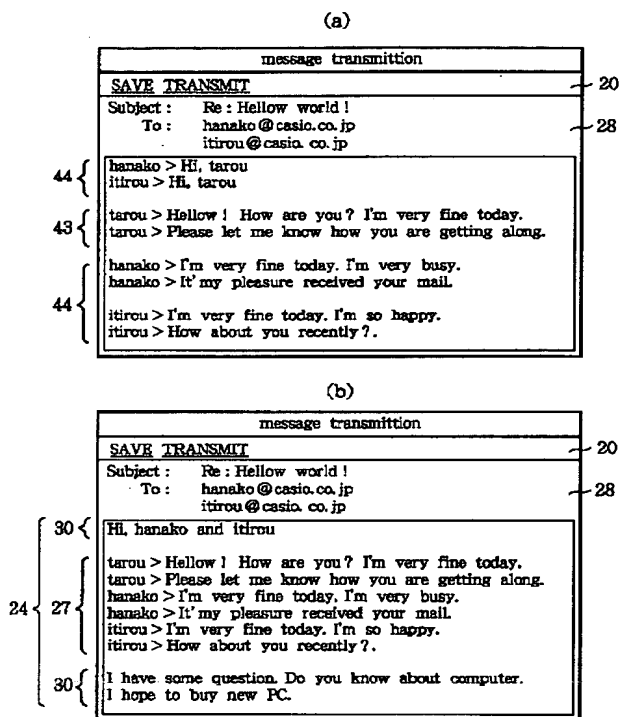 (a)
message transmittion
SAVE TRANSMIT
20
Subject : Re : Hellow world !
To : hanako@casio.co.jp
28
itirou@casio. co. jp
44
hanako > Hi, tarou
itirou > Hi, tarou
43
tarou > Hellow ! How are you ? I'm very fine today.
tarou > Please let me know how you are getting along.
44
hanako > I'm very fine today. I'm very busy.
hanako > It' my pleasure received your mail.
itirou > I'm very fine today. I'm so happy.
itirou > How about you recently ?.
(b)
message transmittion
SAVE TRANSMIT
20
Subject : Re : Hellow world !
To : hanako@casio. co. jp
28
itirou@casio. co. jp
24
30
Hi, hanako and itirou
27
tarou > Hellow ! How are you ? I'm very fine today.
tarou > Please let me know how you are getting along.
hanako > I'm very fine today. I'm very busy.
hanako > It' my pleasure received your mail.
itirou > I'm very fine today. I'm so happy.
itirou > How about you recently ?.
30
I have some question. Do you know about computer.
I hope to buy new PC.